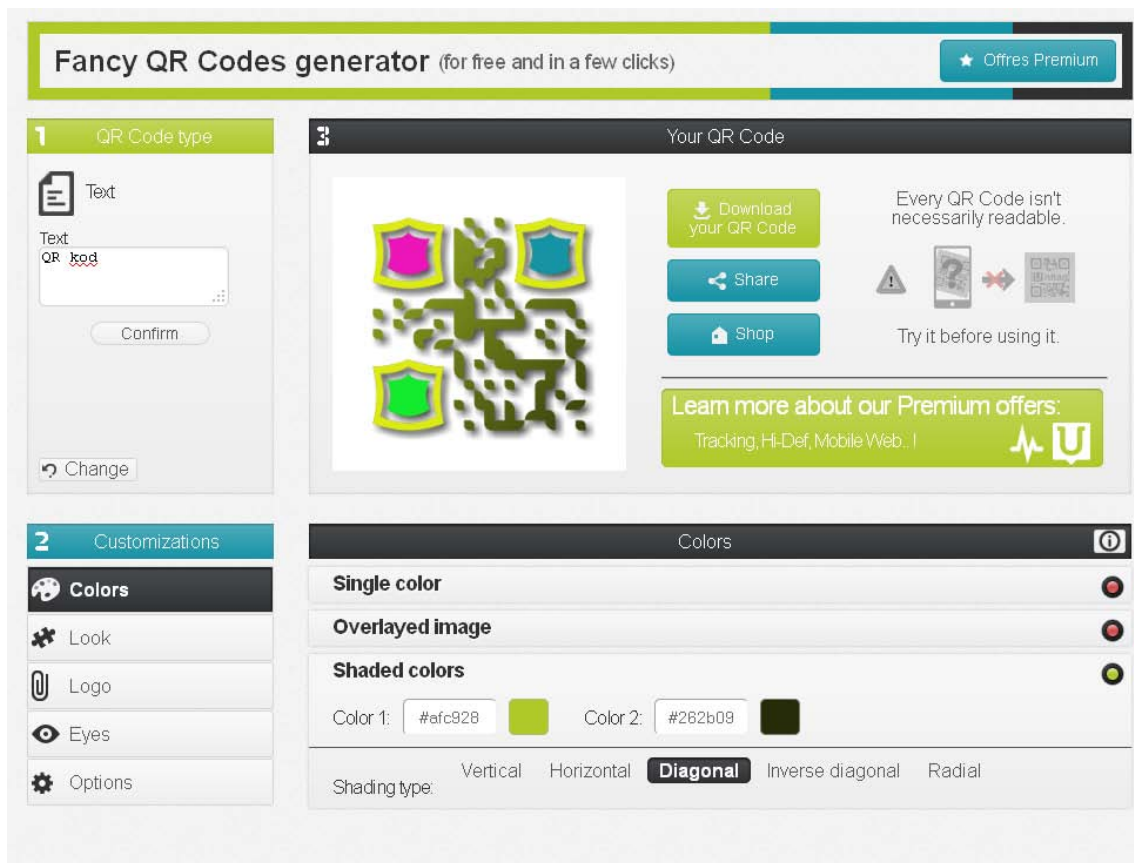 Fancy QR Codes generator (for free and in a few clicks)
Offres Premium
1 QR Code type
Text
Text
QR kod
Confirm
Change
3 Your QR Code
Download
your QR Code
Share
Shop
Every QR Code isn't
necessarily readable.
Try it before using it.
Learn more about our Premium offers:
Tracking, Hi-Def, Mobile Web.. !
2 Customizations
Colors
Look
Logo
Eyes
Options
Colors
Single color
Overlayed image
Shaded colors
Color 1: #afc928 Color 2: #262b09
Shading type: Vertical Horizontal Diagonal Inverse diagonal Radial